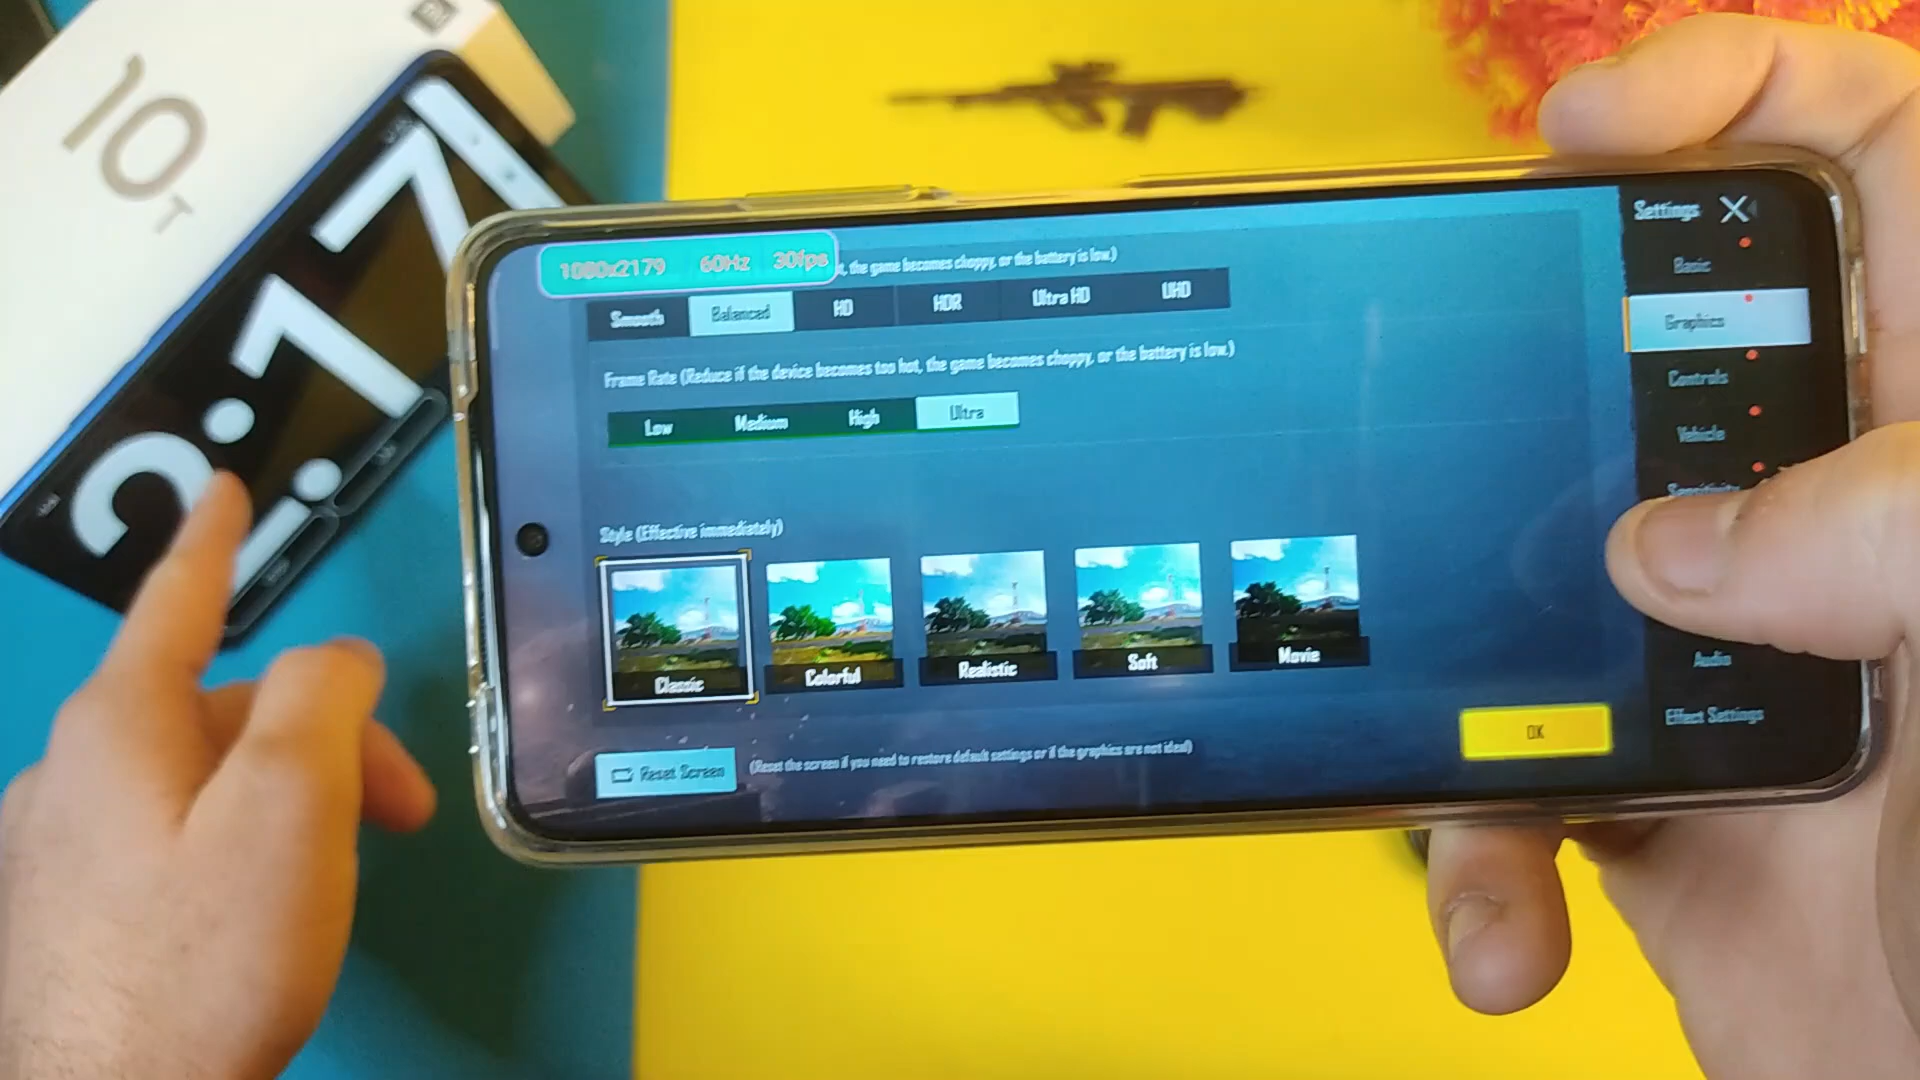 10T
MI
2:17
1080x2179 60Hz 30fps
, the game becomes choppy, or the battery is low.)
Smooth Balanced HD HDR Ultra HD UHD
Frame Rate (Reduce if the device becomes too hot, the game becomes choppy, or the battery is low.)
Low Medium High Ultra
Style (Effective immediately)
Classic Colorful Realistic Soft Movie
Reset Screen (Reset the screen if you need to restore default settings or if the graphics are not ideal)
OK
Settings
Basic
Graphics
Controls
Vehicle
Sensitivity
Audio
Effect Settings